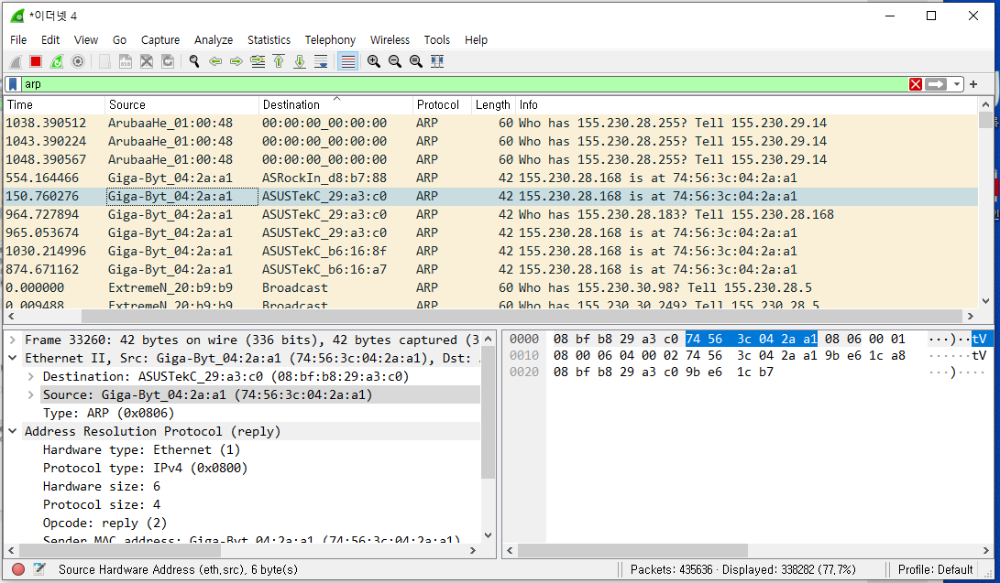 *이더넷 4
File Edit View Go Capture Analyze Statistics Telephony Wireless Tools Help
arp
Time Source Destination Protocol Length Info
1038.390512 ArubaaHe_01:00:48 00:00:00_00:00:00 ARP 60 Who has 155.230.28.255? Tell 155.230.29.14
1043.390224 ArubaaHe_01:00:48 00:00:00_00:00:00 ARP 60 Who has 155.230.28.255? Tell 155.230.29.14
1048.390567 ArubaaHe_01:00:48 00:00:00_00:00:00 ARP 60 Who has 155.230.28.255? Tell 155.230.29.14
554.164466 Giga-Byt_04:2a:a1 ASRockIn_d8:b7:88 ARP 42 155.230.28.168 is at 74:56:3c:04:2a:a1
150.760276 Giga-Byt_04:2a:a1 ASUSTekC_29:a3:c0 ARP 42 155.230.28.168 is at 74:56:3c:04:2a:a1
964.727894 Giga-Byt_04:2a:a1 ASUSTekC_29:a3:c0 ARP 42 Who has 155.230.28.183? Tell 155.230.28.168
965.053674 Giga-Byt_04:2a:a1 ASUSTekC_29:a3:c0 ARP 42 155.230.28.168 is at 74:56:3c:04:2a:a1
1030.214996 Giga-Byt_04:2a:a1 ASUSTekC_b6:16:8f ARP 42 155.230.28.168 is at 74:56:3c:04:2a:a1
874.671162 Giga-Byt_04:2a:a1 ASUSTekC_b6:16:a7 ARP 42 155.230.28.168 is at 74:56:3c:04:2a:a1
0.000000 ExtremeN_20:b9:b9 Broadcast ARP 60 Who has 155.230.30.98? Tell 155.230.28.5
0.009488 ExtremeN_20:b9:b9 Broadcast ARP 60 Who has 155.230.30.249? Tell 155.230.28.5
Frame 33260: 42 bytes on wire (336 bits), 42 bytes captured (3
Ethernet II, Src: Giga-Byt_04:2a:a1 (74:56:3c:04:2a:a1), Dst:
Destination: ASUSTekC_29:a3:c0 (08:bf:b8:29:a3:c0)
Source: Giga-Byt_04:2a:a1 (74:56:3c:04:2a:a1)
Type: ARP (0x0806)
Address Resolution Protocol (reply)
Hardware type: Ethernet (1)
Protocol type: IPv4 (0x0800)
Hardware size: 6
Protocol size: 4
Opcode: reply (2)
Sender MAC address: Giga-Byt_04:2a:a1 (74:56:3c:04:2a:a1)
0000 08 bf b8 29 a3 c0 74 56 3c 04 2a a1 08 06 00 01 ···)··tV
0010 08 00 06 04 00 02 74 56 3c 04 2a a1 9b e6 1c a8 ······tV
0020 08 bf b8 29 a3 c0 9b e6 1c b7 ···)····
Source Hardware Address (eth.src), 6 byte(s) Packets: 435636 · Displayed: 338282 (77.7%) Profile: Default